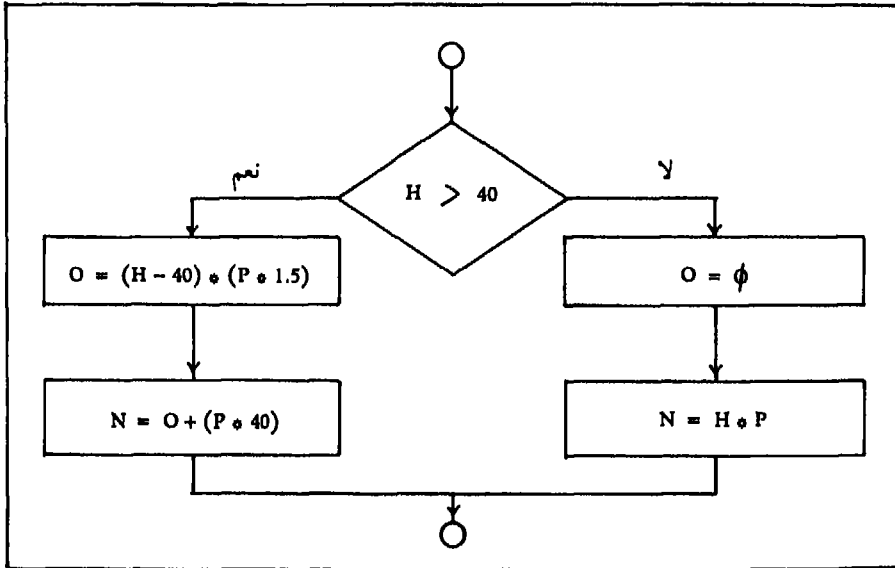 H > 40
نعم
لا
O = (H - 40) * (P * 1.5)
O = ϕ
N = O + (P * 40)
N = H * P